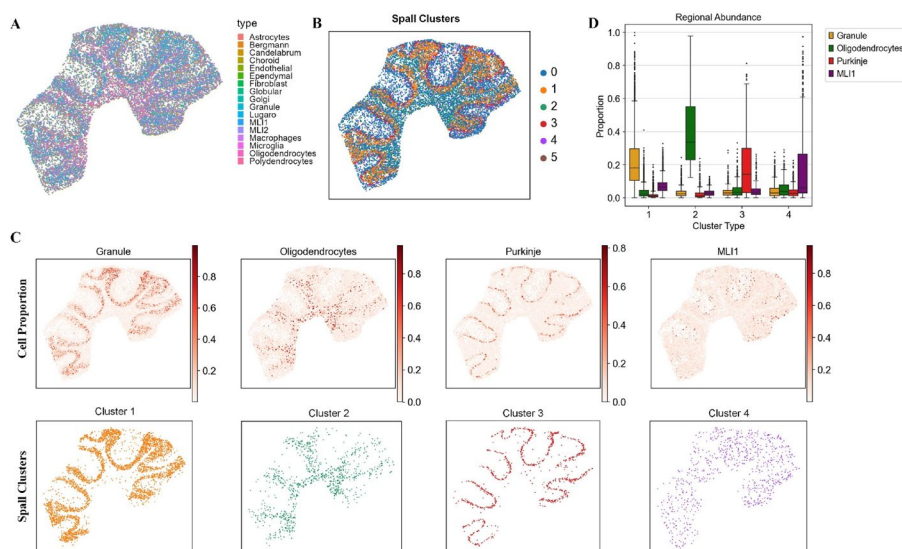 A
type
Astrocytes
Bergmann
Candelabrum
Choroid
Endothelial
Ependymal
Fibroblast
Globular
Golgi
Granule
Lugaro
MLI1
MLI2
Macrophages
Microglia
Oligodendrocytes
Polydendrocytes
B
Spall Clusters
0
1
2
3
4
5
D
Regional Abundance
Proportion
1.0
0.8
0.6
0.4
0.2
0.0
1 2 3 4
Cluster Type
Granule
Oligodendrocytes
Purkinje
MLI1
C
Cell Proportion
Granule
0.8
0.6
0.4
0.2
Oligodendrocytes
0.8
0.6
0.4
0.2
0.0
Purkinje
0.8
0.6
0.4
0.2
0.0
MLI1
0.8
0.6
0.4
0.2
Spall Clusters
Cluster 1
Cluster 2
Cluster 3
Cluster 4